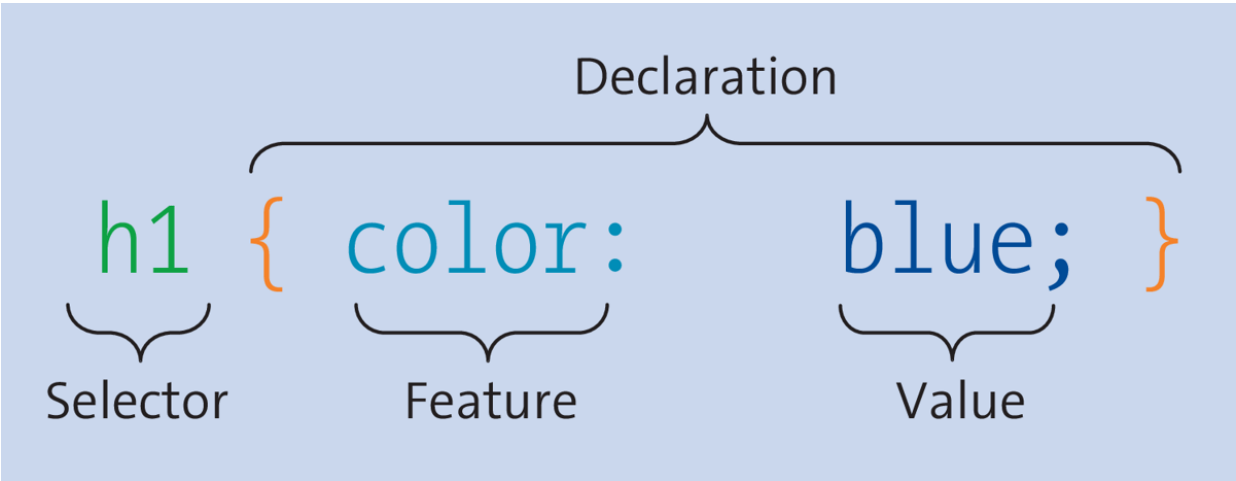 Declaration
h1 { color: blue; }
Selector Feature Value